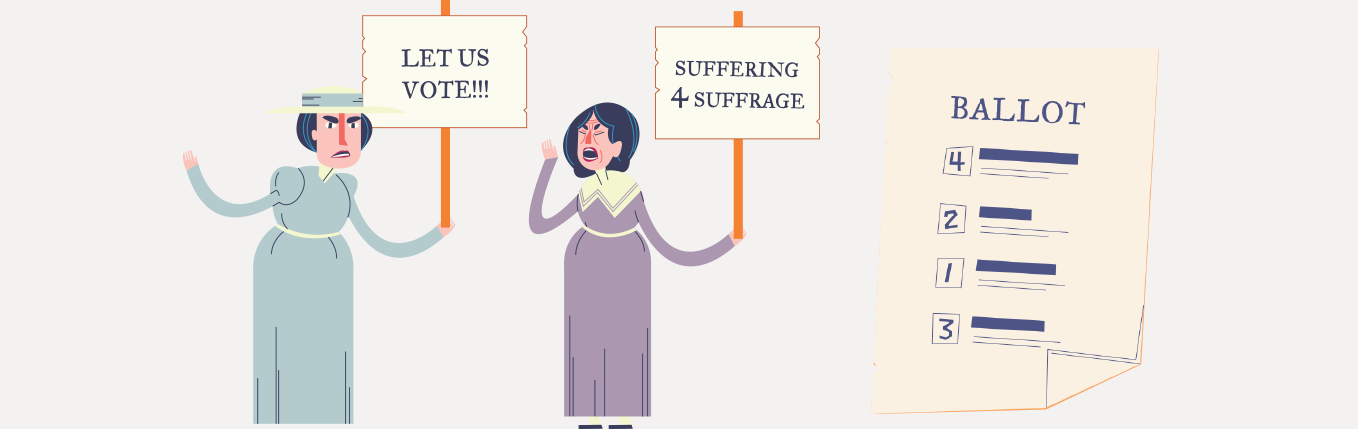 LET US
VOTE!!!
SUFFERING
4 SUFFRAGE
BALLOT
4
2
1
3